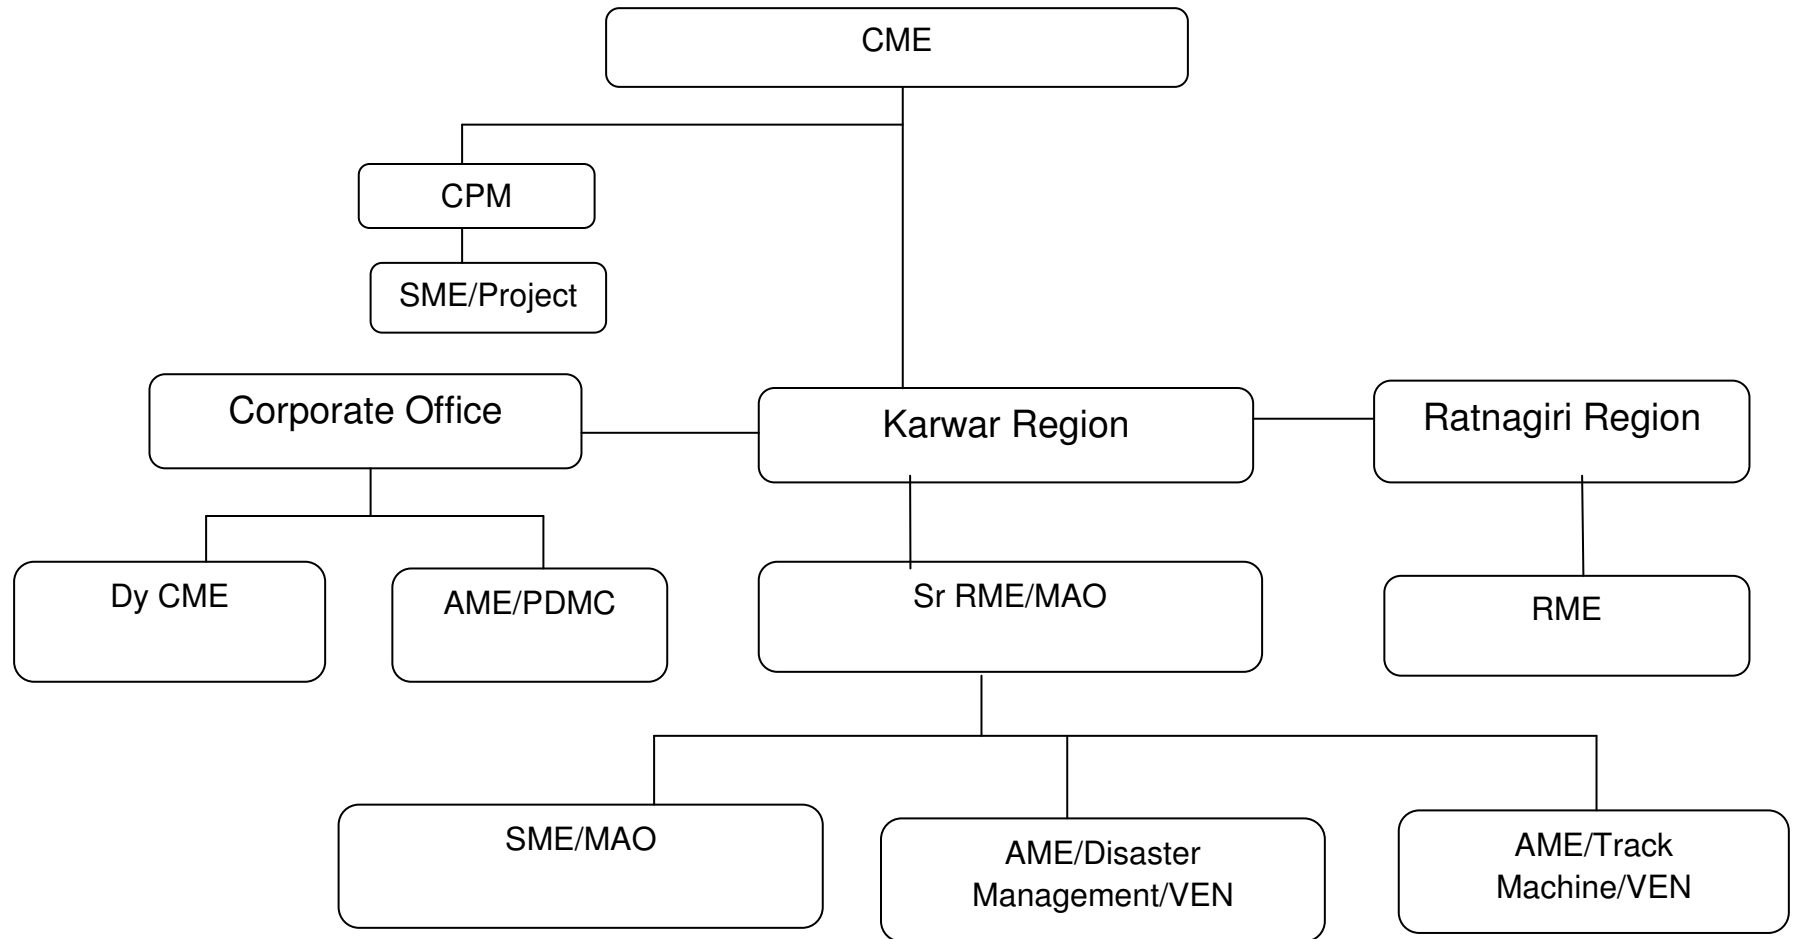 CME
CPM
SME/Project
Corporate Office
Karwar Region
Ratnagiri Region
Dy CME
AME/PDMC
Sr RME/MAO
RME
SME/MAO
AME/Disaster
Management/VEN
AME/Track
Machine/VEN